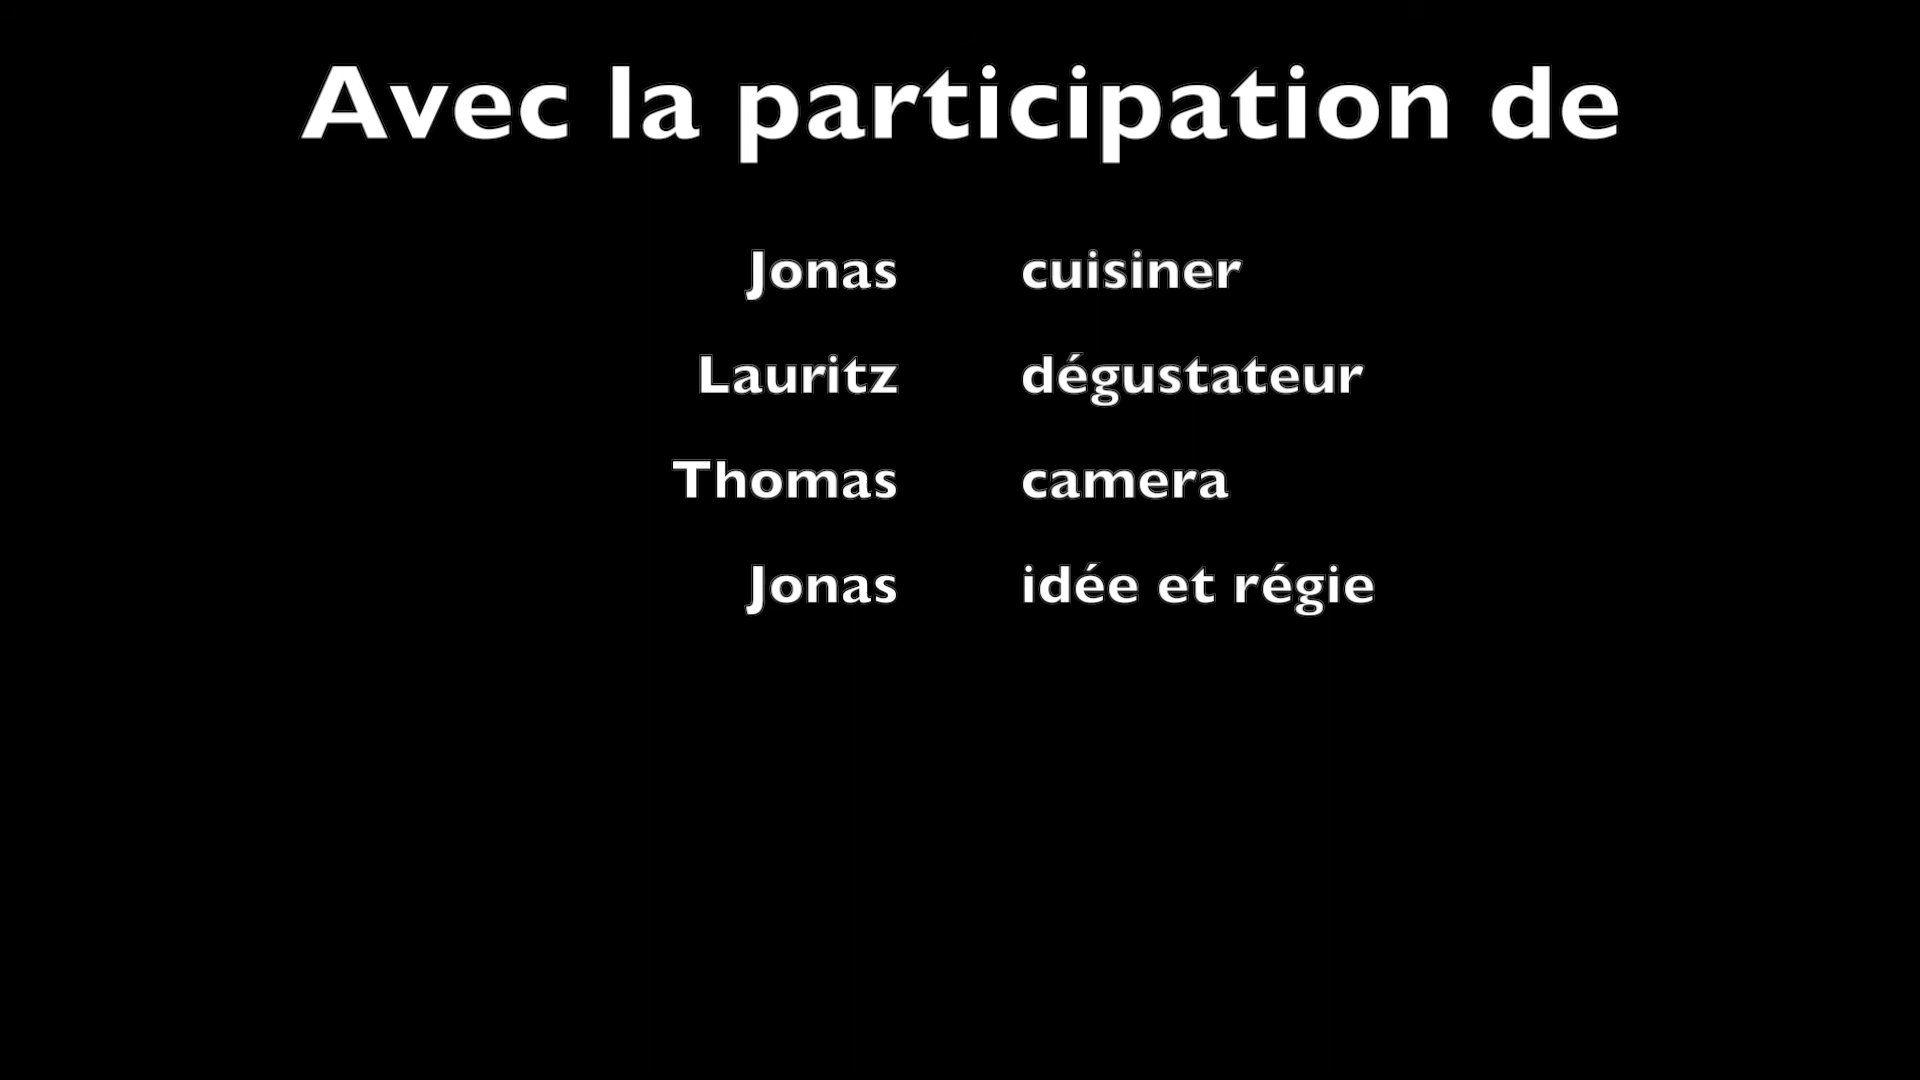 Avec la participation de
Jonas cuisiner
Lauritz dégustateur
Thomas camera
Jonas idée et régie